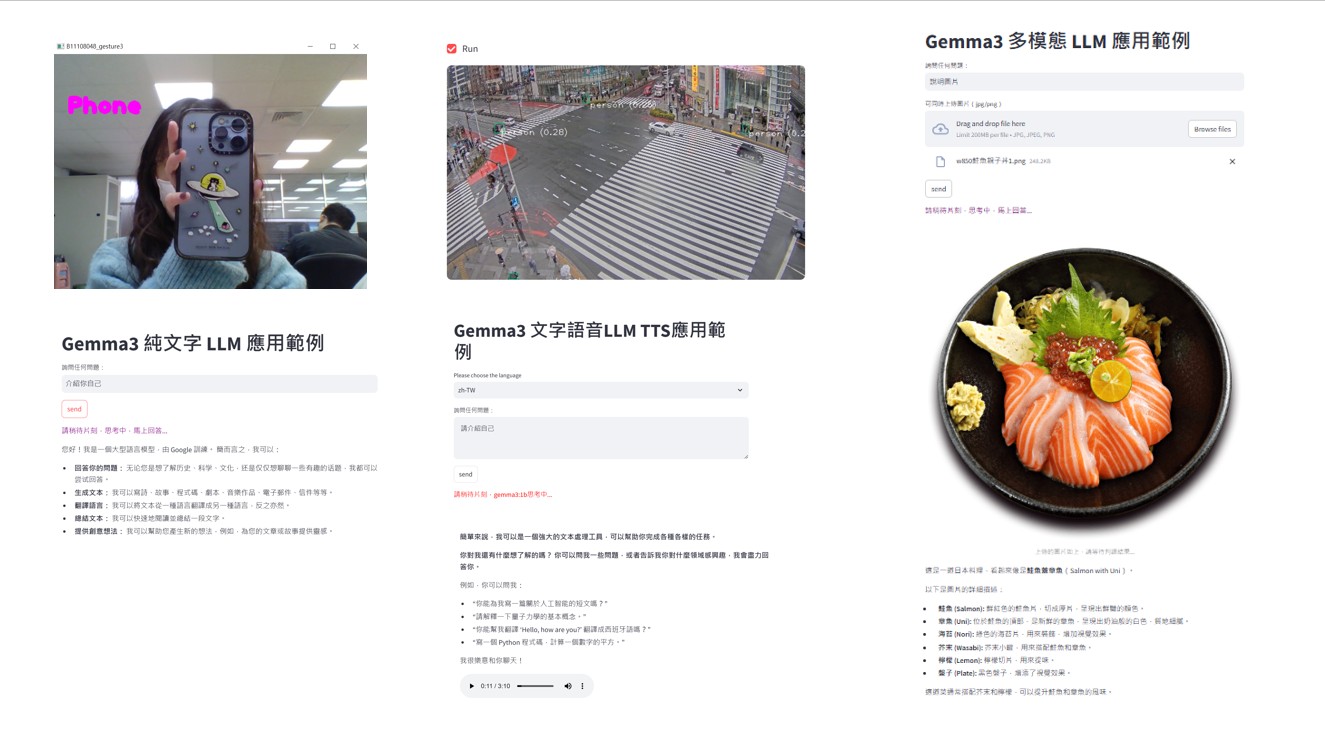 B11108048_gesture3
Phone
Gemma3 純文字 LLM 應用範例
請問任何問題：
介紹你自己
send
請稍待片刻，思考中，馬上回答...
您好！我是一個大型語言模型，由 Google 訓練。 簡而言之，我可以：
• 回答你的問題： 无论您是想了解历史、科学、文化，还是仅仅想聊聊一些有趣的话题，我都可以
尝试回答。
• 生成文本： 我可以寫詩、故事、程式碼、劇本、音樂作品、電子郵件、信件等等。
• 翻譯語言： 我可以將文本從一種語言翻譯成另一種語言，反之亦然。
• 總結文本： 我可以快速地閱讀並總結一段文字。
• 提供創意想法： 我可以幫助您產生新的想法，例如，為您的文章或故事提供靈感。
Run
person (0.28)
person (0.2
Gemma3 文字語音LLM TTS應用範
例
Please choose the language
zh-TW
請問任何問題：
請介紹自己
send
請稍待片刻，gemma3:1b思考中...
簡單來說，我可以是一個強大的文本處理工具，可以幫助你完成各種各樣的任務。
你對我還有什麼想了解的嗎？ 你可以問我一些問題，或者告訴我你對什麼領域感興趣，我會盡力回
答你。
例如，你可以問我：
• “你能為我寫一篇關於人工智能的短文嗎？”
• “請解釋一下量子力學的基本概念。”
• “你能幫我翻譯 'Hello, how are you?' 翻譯成西班牙語嗎？”
• “寫一個 Python 程式碼，計算一個數字的平方。”
我很樂意和你聊天！
0:11 / 3:10
Gemma3 多模態 LLM 應用範例
請問任何問題：
說明圖片
可同時上傳圖片 ( jpg/png )
Drag and drop file here
Limit 200MB per file • JPG, JPEG, PNG
Browse files
鮭魚親子丼1.png 249.2KB
send
請稍待片刻，思考中，馬上回答...
上傳的圖片如上，請等待判讀結果...
這是一道日本料理，看起來像是鮭魚蟹章魚 ( Salmon with Uni ) 。
以下是圖片的詳細描述：
• 鮭魚 (Salmon): 鮮紅色的鮭魚片，切成厚片，呈現出鮮豔的顏色。
• 章魚 (Uni): 位於鮭魚的頂部，是新鮮的章魚，呈現出奶油般的白色，質地細膩。
• 海苔 (Nori): 綠色的海苔片，用來裝飾，增加視覺效果。
• 芥末 (Wasabi): 芥末小碟，用來搭配鮭魚和章魚。
• 檸檬 (Lemon): 檸檬切片，用來提味。
• 盤子 (Plate): 黑色盤子，增添了視覺效果。
這道菜通常搭配芥末和檸檬，可以提升鮭魚和章魚的風味。